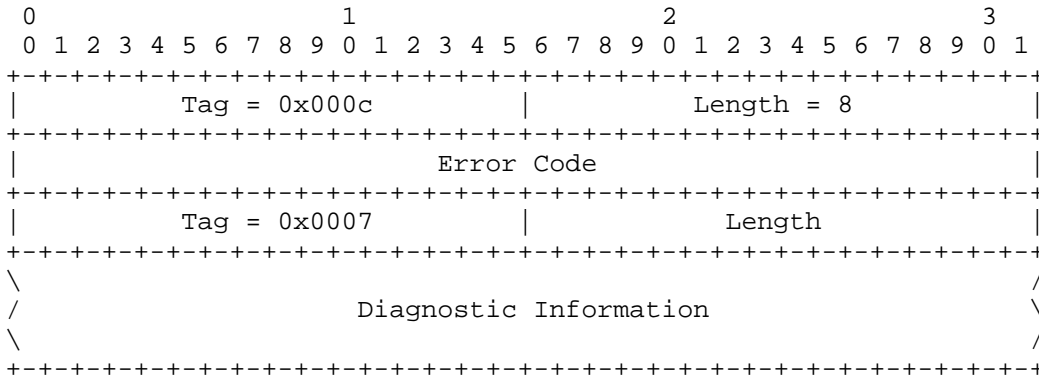 0                   1                   2                   3
 0 1 2 3 4 5 6 7 8 9 0 1 2 3 4 5 6 7 8 9 0 1 2 3 4 5 6 7 8 9 0 1
+-+-+-+-+-+-+-+-+-+-+-+-+-+-+-+-+-+-+-+-+-+-+-+-+-+-+-+-+-+-+-+-+
|          Tag = 0x000c         |          Length = 8           |
+-+-+-+-+-+-+-+-+-+-+-+-+-+-+-+-+-+-+-+-+-+-+-+-+-+-+-+-+-+-+-+-+
|                          Error Code                           |
+-+-+-+-+-+-+-+-+-+-+-+-+-+-+-+-+-+-+-+-+-+-+-+-+-+-+-+-+-+-+-+-+
|          Tag = 0x0007         |            Length             |
+-+-+-+-+-+-+-+-+-+-+-+-+-+-+-+-+-+-+-+-+-+-+-+-+-+-+-+-+-+-+-+-+
\                                                               /
/                     Diagnostic Information                    \
\                                                               /
+-+-+-+-+-+-+-+-+-+-+-+-+-+-+-+-+-+-+-+-+-+-+-+-+-+-+-+-+-+-+-+-+